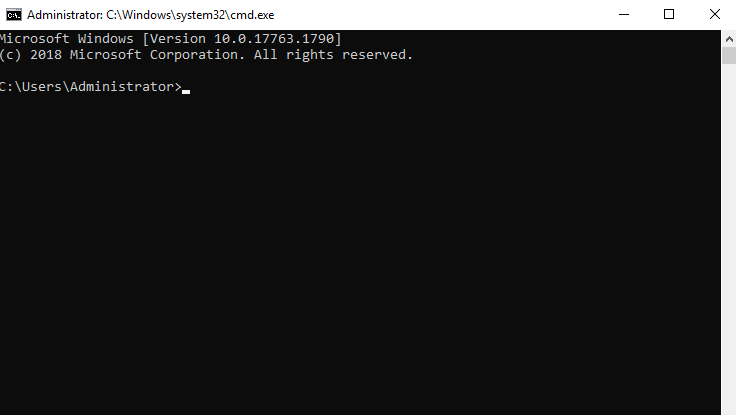 Administrator: C:\Windows\system32\cmd.exe
Microsoft Windows [Version 10.0.17763.1790]
(c) 2018 Microsoft Corporation. All rights reserved.
C:\Users\Administrator>